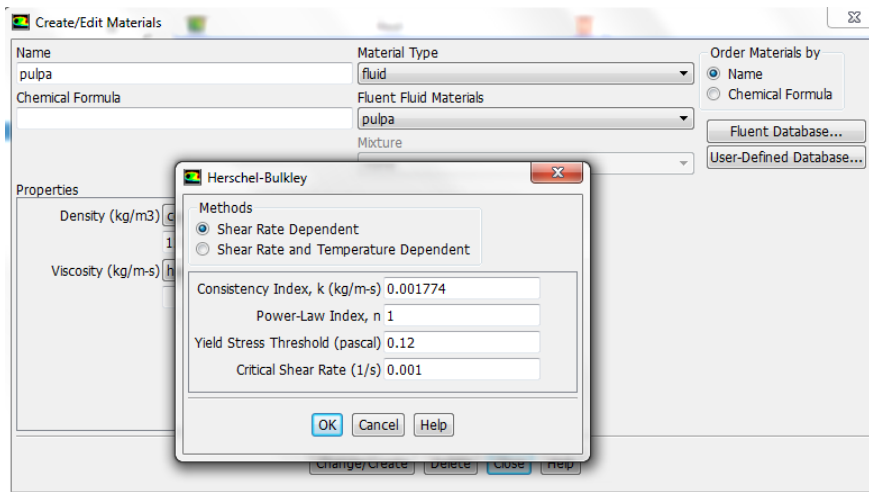 Create/Edit Materials
Name
Material Type
Order Materials by
pulpa
fluid
Name
Chemical Formula
Fluent Fluid Materials
Chemical Formula
pulpa
Fluent Database...
Mixture
User-Defined Database...
Properties
Density (kg/m3)
1
Viscosity (kg/m-s) h
Herschel-Bulkley
Methods
Shear Rate Dependent
Shear Rate and Temperature Dependent
Consistency Index, k (kg/m-s) 0.001774
Power-Law Index, n 1
Yield Stress Threshold (pascal) 0.12
Critical Shear Rate (1/s) 0.001
OK Cancel Help
Change/Create Delete Close Help